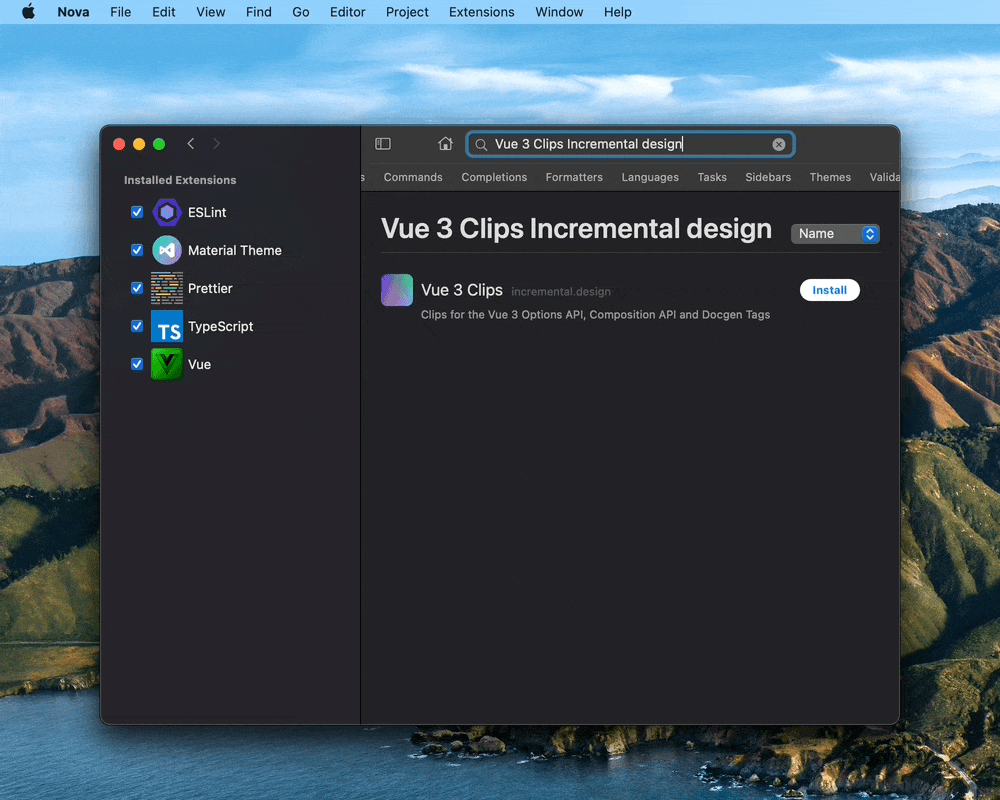 Nova File Edit View Find Go Editor Project Extensions Window Help
Vue 3 Clips Incremental design
s Commands Completions Formatters Languages Tasks Sidebars Themes Valida
Installed Extensions
ESLint
Material Theme
Prettier
TS TypeScript
Vue
Vue 3 Clips Incremental design
Name
Vue 3 Clips incremental.design
Install
Clips for the Vue 3 Options API, Composition API and Docgen Tags